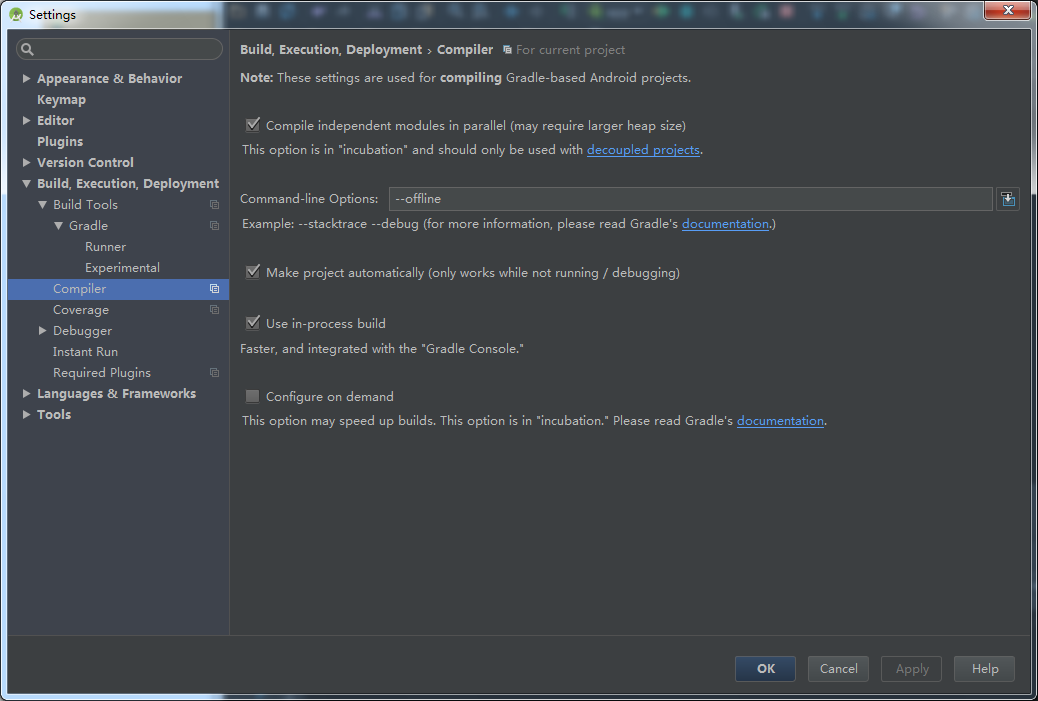 Settings
Appearance & Behavior
Keymap
Editor
Plugins
Version Control
Build, Execution, Deployment
Build Tools
Gradle
Runner
Experimental
Compiler
Coverage
Debugger
Instant Run
Required Plugins
Languages & Frameworks
Tools
Build, Execution, Deployment › Compiler For current project
Note: These settings are used for compiling Gradle-based Android projects.
Compile independent modules in parallel (may require larger heap size)
This option is in "incubation" and should only be used with decoupled projects.
Command-line Options: --offline
Example: --stacktrace --debug (for more information, please read Gradle's documentation.)
Make project automatically (only works while not running / debugging)
Use in-process build
Faster, and integrated with the "Gradle Console."
Configure on demand
This option may speed up builds. This option is in "incubation." Please read Gradle's documentation.
OK Cancel Apply Help